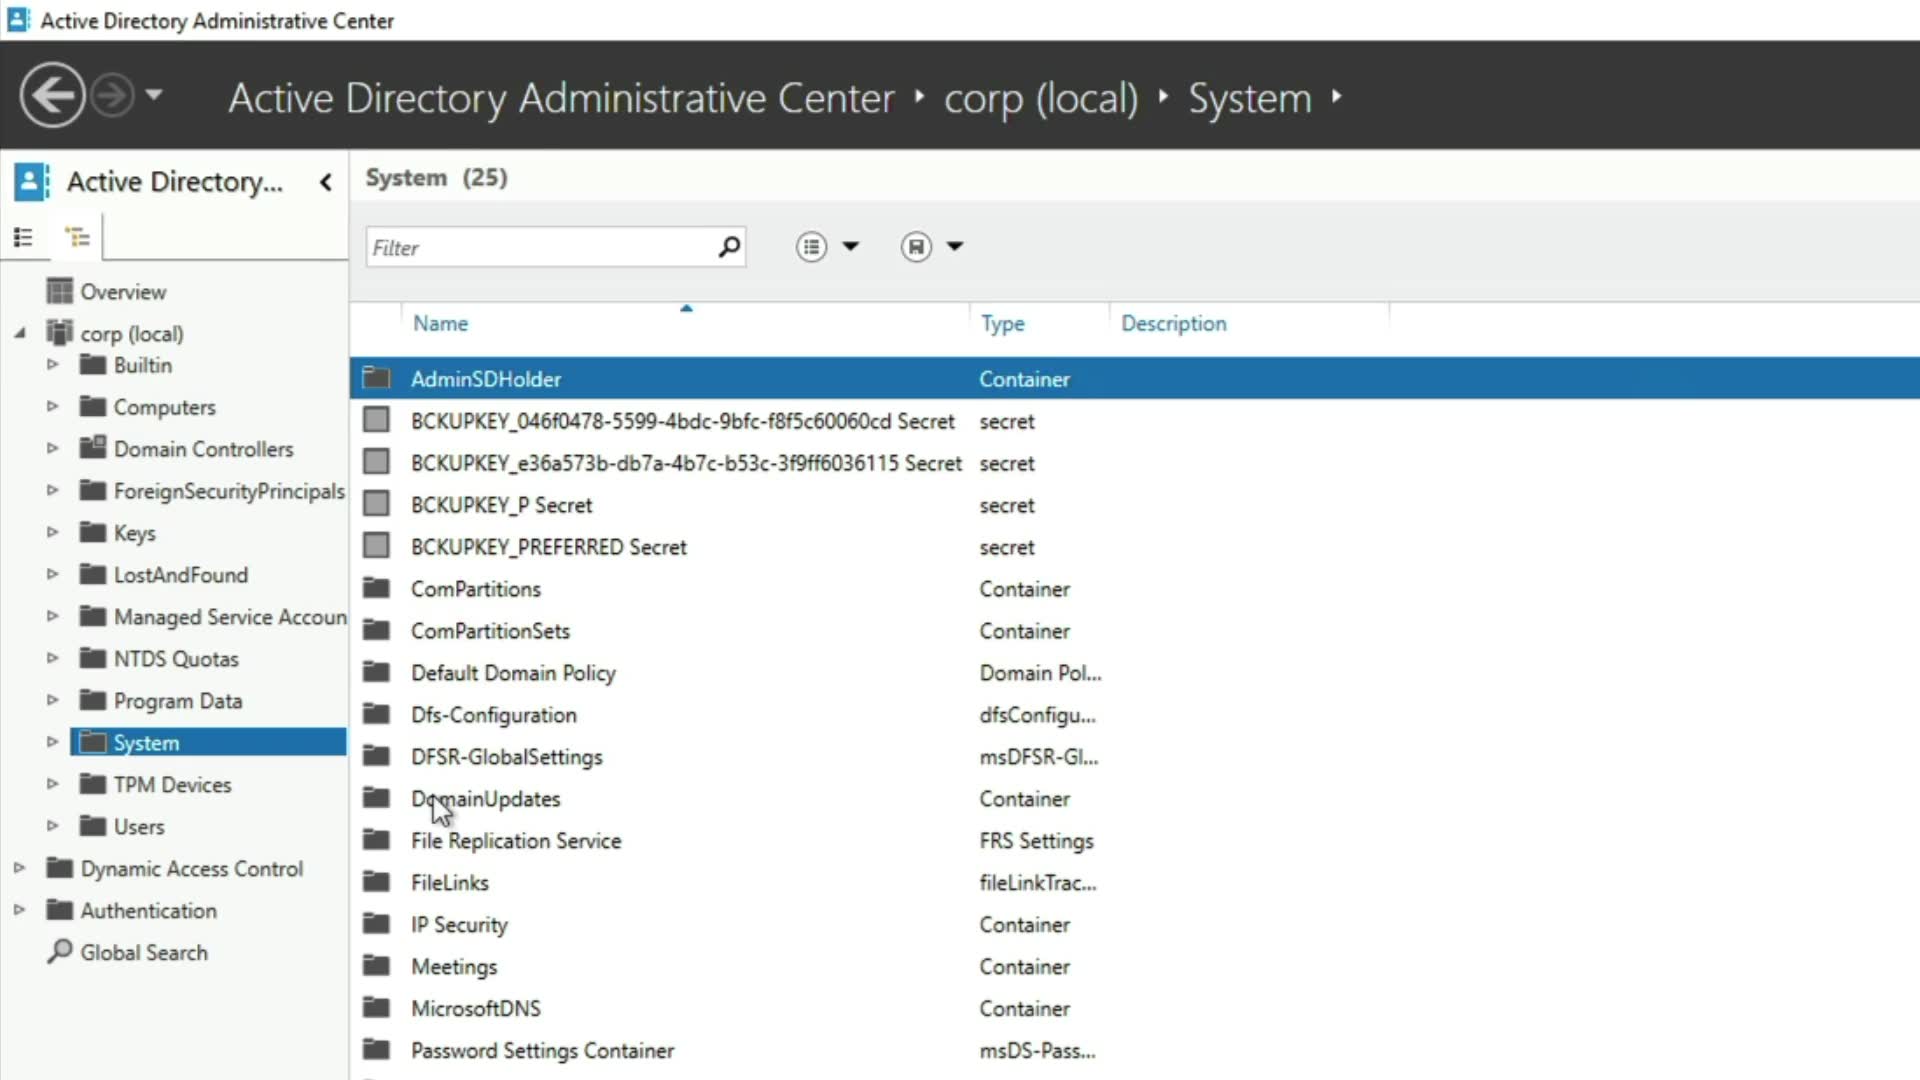 Active Directory Administrative Center
Active Directory Administrative Center ‣ corp (local) ‣ System ‣
Active Directory...
System (25)
Filter
Name Type Description
Overview
corp (local)
Builtin
Computers
Domain Controllers
ForeignSecurityPrincipals
Keys
LostAndFound
Managed Service Accoun
NTDS Quotas
Program Data
System
TPM Devices
Users
Dynamic Access Control
Authentication
Global Search
AdminSDHolder Container
BCKUPKEY_046f0478-5599-4bdc-9bfc-f8f5c60060cd Secret secret
BCKUPKEY_e36a573b-db7a-4b7c-b53c-3f9ff6036115 Secret secret
BCKUPKEY_P Secret secret
BCKUPKEY_PREFERRED Secret secret
ComPartitions Container
ComPartitionSets Container
Default Domain Policy Domain Pol...
Dfs-Configuration dfsConfigu...
DFSR-GlobalSettings msDFSR-Gl...
DomainUpdates Container
File Replication Service FRS Settings
FileLinks fileLinkTrac...
IP Security Container
Meetings Container
MicrosoftDNS Container
Password Settings Container msDS-Pass...